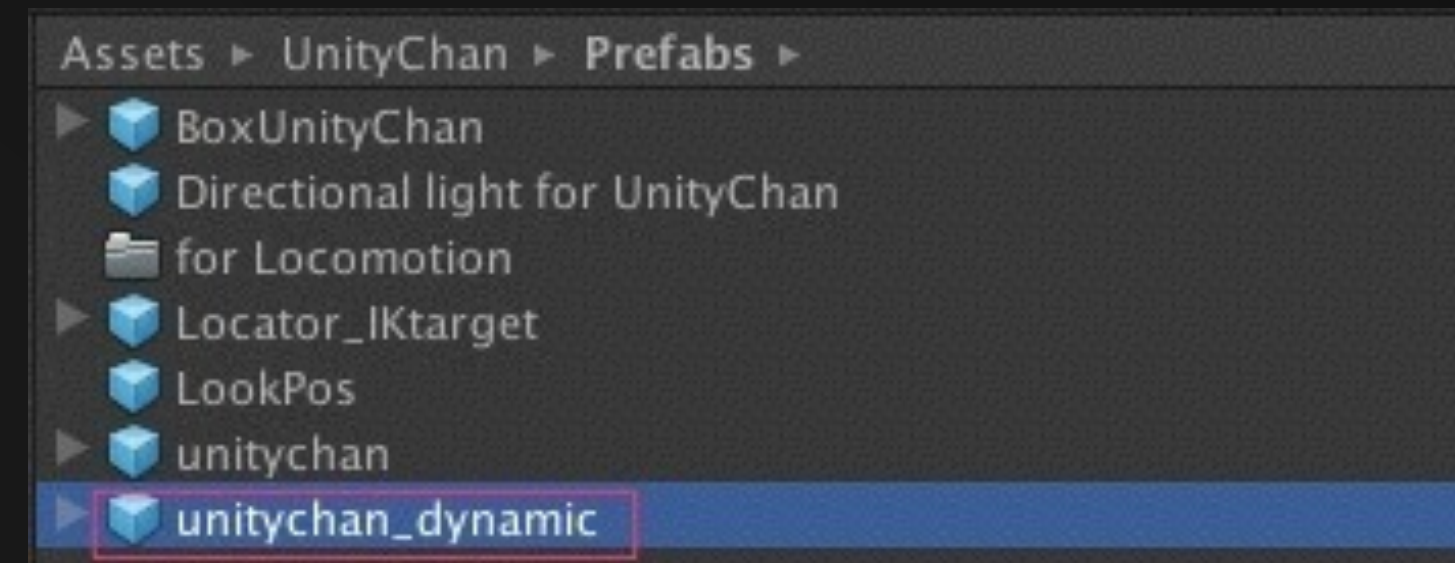 Assets ▸ UnityChan ▸ Prefabs ▸
BoxUnityChan
Directional light for UnityChan
for Locomotion
Locator_IKtarget
LookPos
unitychan
unitychan_dynamic